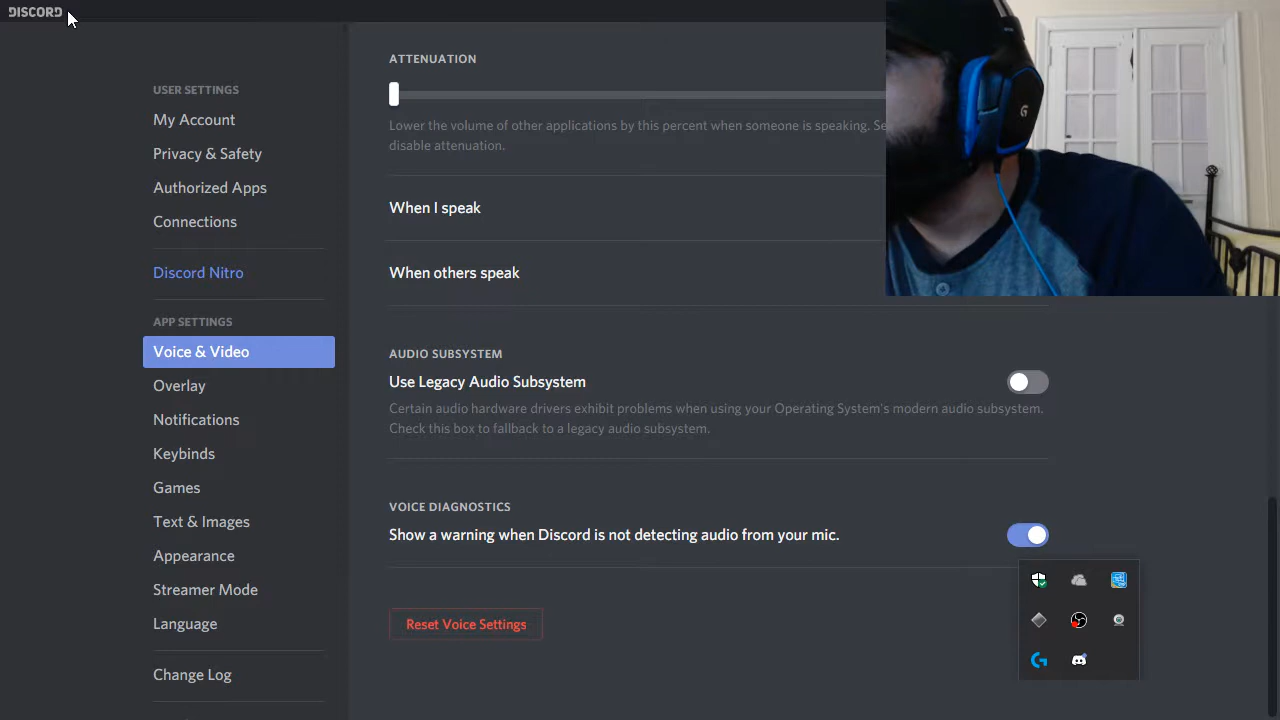 DISCORD
USER SETTINGS
My Account
Privacy & Safety
Authorized Apps
Connections
Discord Nitro
APP SETTINGS
Voice & Video
Overlay
Notifications
Keybinds
Games
Text & Images
Appearance
Streamer Mode
Language
Change Log
ATTENUATION
Lower the volume of other applications by this percent when someone is speaking.
disable attenuation.
When I speak
When others speak
AUDIO SUBSYSTEM
Use Legacy Audio Subsystem
Certain audio hardware drivers exhibit problems when using your Operating System's modern audio subsystem.
Check this box to fallback to a legacy audio subsystem.
VOICE DIAGNOSTICS
Show a warning when Discord is not detecting audio from your mic.
Reset Voice Settings